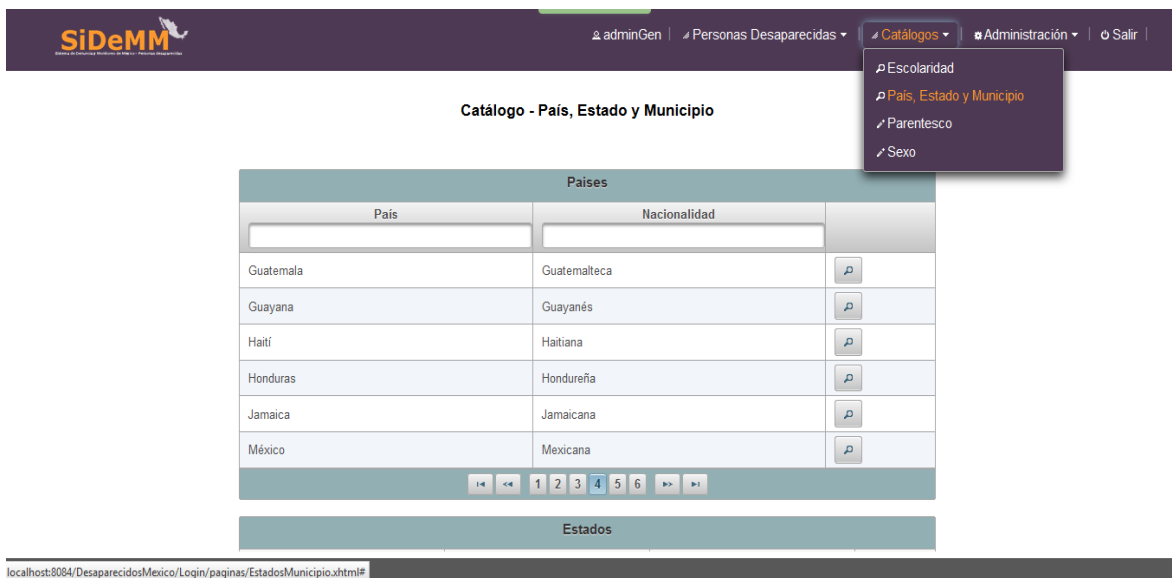 SiDeMM
adminGen | Personas Desaparecidas | Catálogos | Administración | Salir |
Escolaridad
País, Estado y Municipio
Parentesco
Sexo
Catálogo - País, Estado y Municipio
Paises
País Nacionalidad
Guatemala Guatemalteca
Guayana Guayanés
Haití Haitiana
Honduras Hondureña
Jamaica Jamaicana
México Mexicana
1 2 3 4 5 6
Estados
localhost:8084/DesaparecidosMexico/Login/paginas/EstadosMunicipio.xhtml#